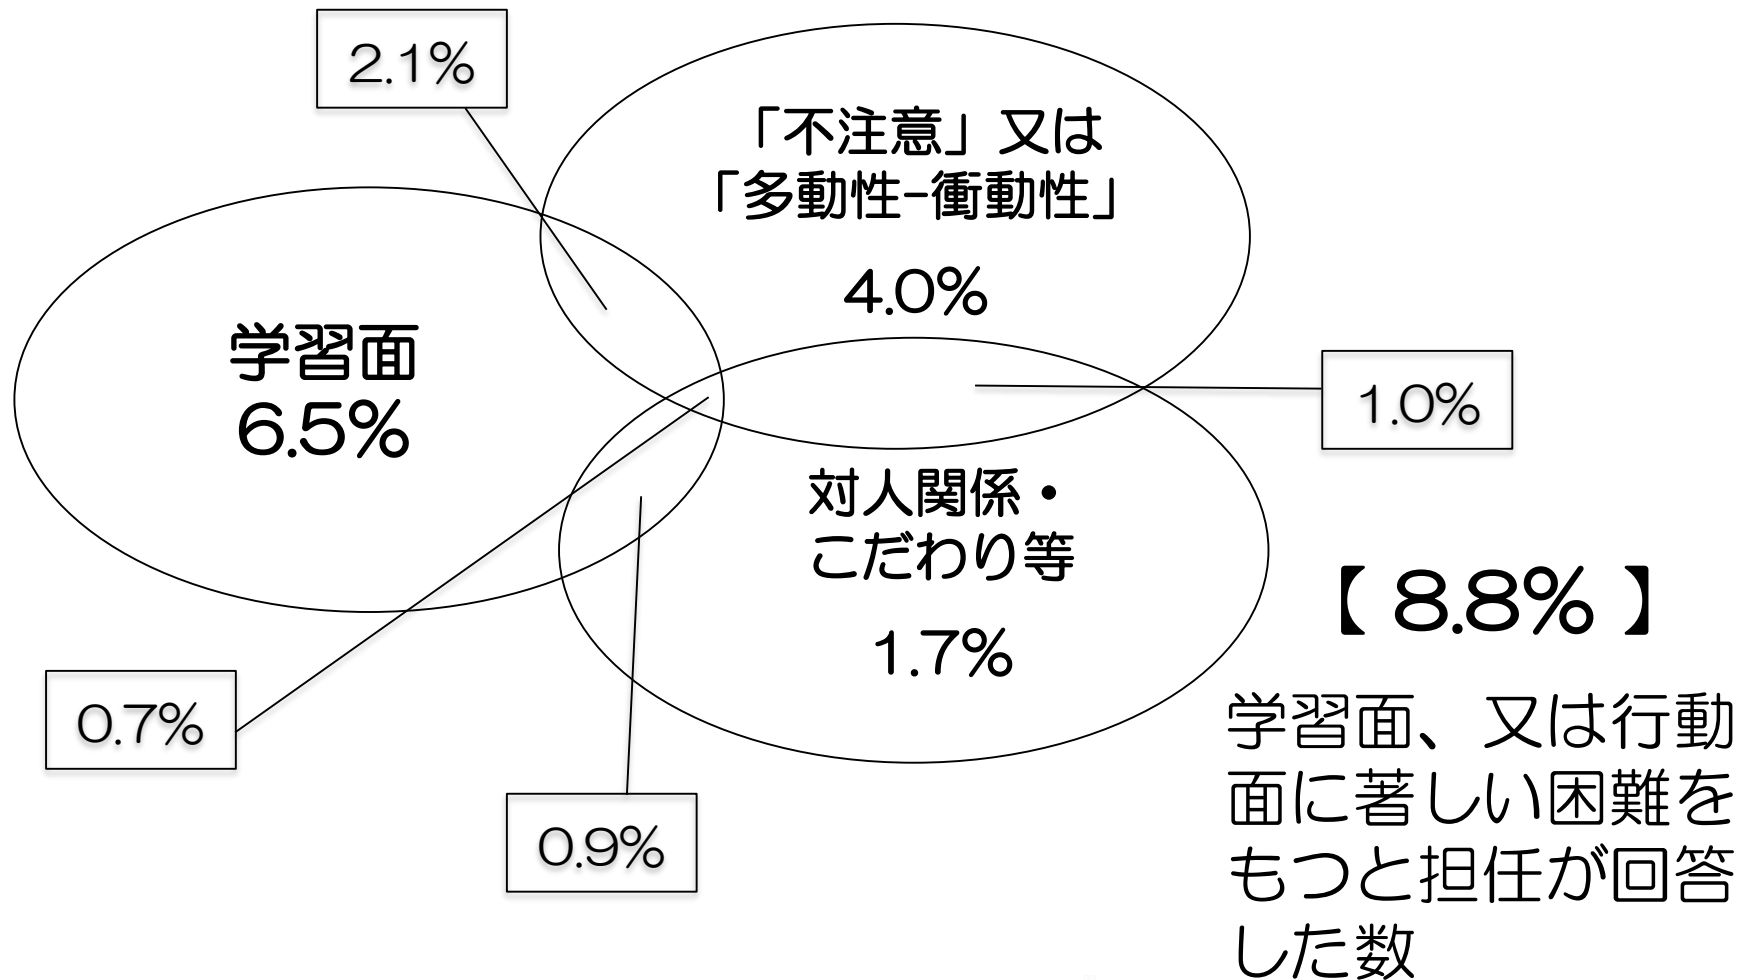 2.1%
「不注意」又は
「多動性-衝動性」
4.0%
学習面
6.5%
1.0%
対人関係・
こだわり等
1.7%
0.7%
0.9%
【 8.8% 】
学習面、又は行動
面に著しい困難を
もつと担任が回答
した数